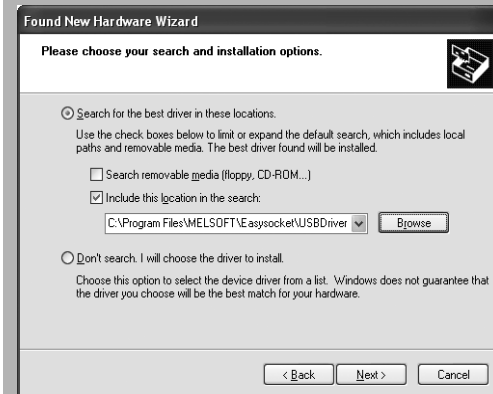 Found New Hardware Wizard
Please choose your search and installation options.
Search for the best driver in these locations.
Use the check boxes below to limit or expand the default search, which includes local
paths and removable media. The best driver found will be installed.
Search removable media (floppy, CD-ROM...)
Include this location in the search:
C:\Program Files\MELSOFT\Easysocket\USBDriver
Browse
Don't search. I will choose the driver to install.
Choose this option to select the device driver from a list. Windows does not guarantee that
the driver you choose will be the best match for your hardware.
< Back Next > Cancel